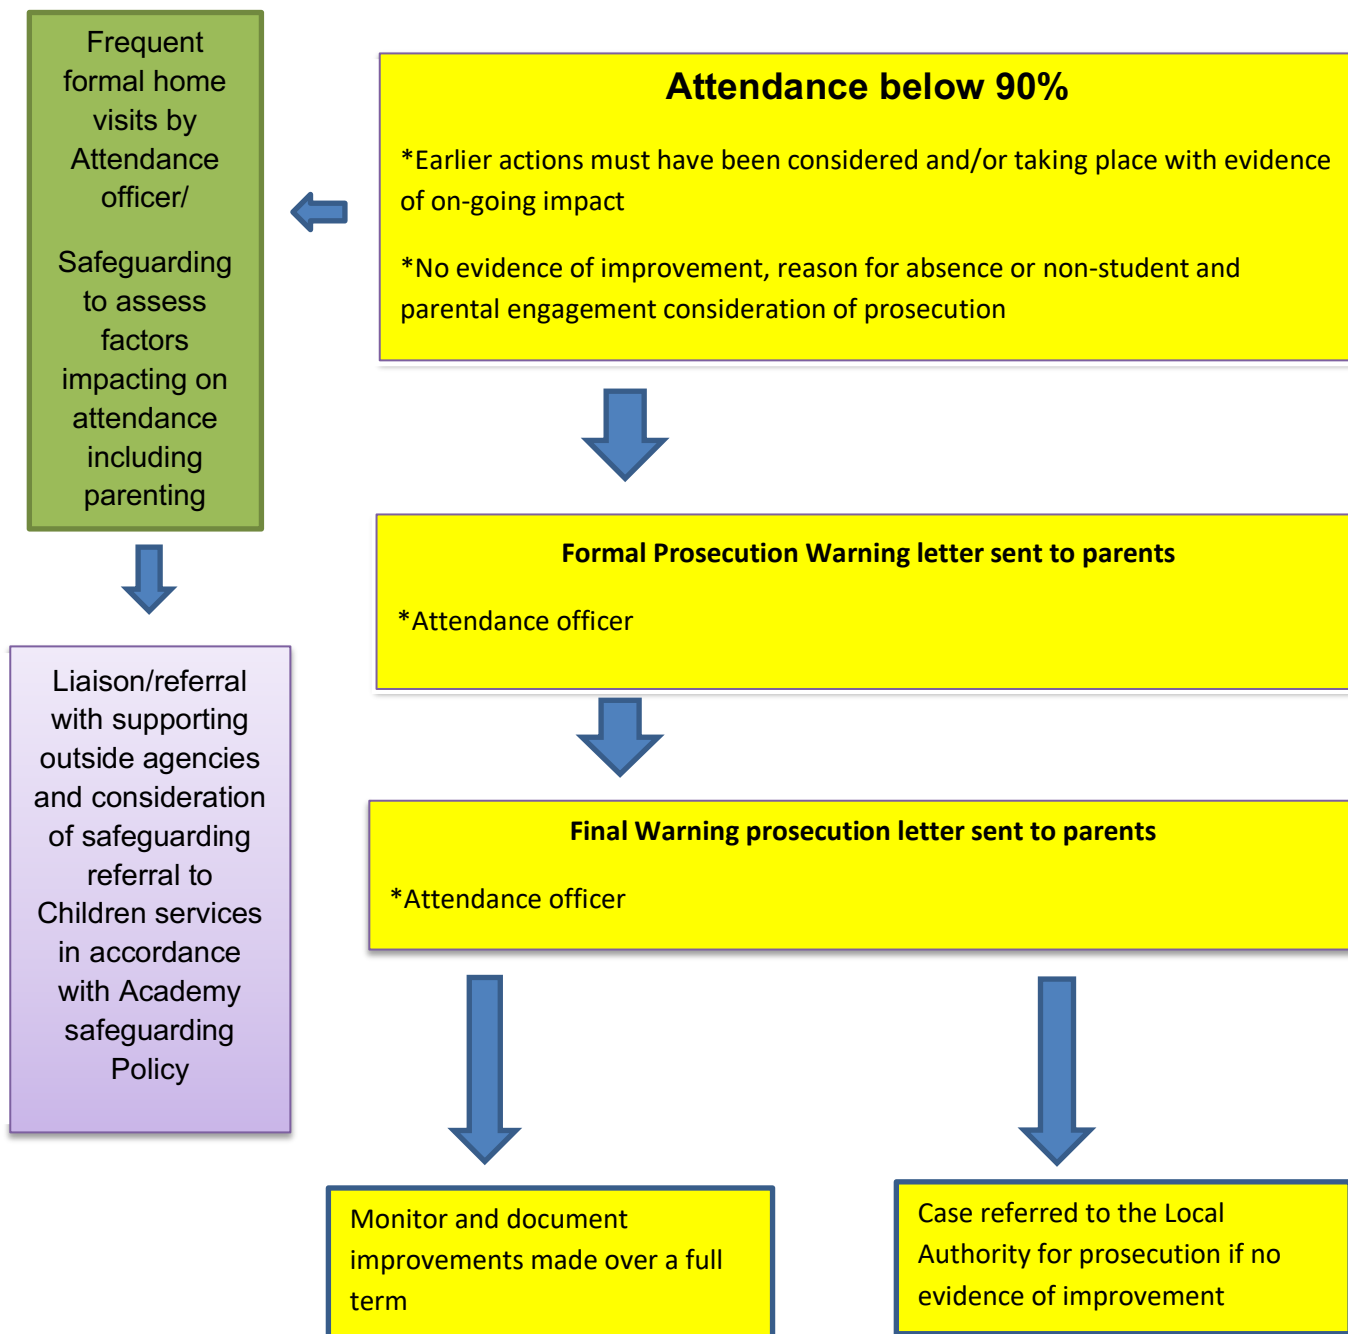 Frequent
formal home
visits by
Attendance
officer/
Safeguarding
to assess
factors
impacting on
attendance
including
parenting
Attendance below 90%
*Earlier actions must have been considered and/or taking place with evidence
of on-going impact
*No evidence of improvement, reason for absence or non-student and
parental engagement consideration of prosecution
Formal Prosecution Warning letter sent to parents
*Attendance officer
Liaison/referral
with supporting
outside agencies
and consideration
of safeguarding
referral to
Children services
in accordance
with Academy
safeguarding
Policy
Final Warning prosecution letter sent to parents
*Attendance officer
Monitor and document
improvements made over a full
term
Case referred to the Local
Authority for prosecution if no
evidence of improvement